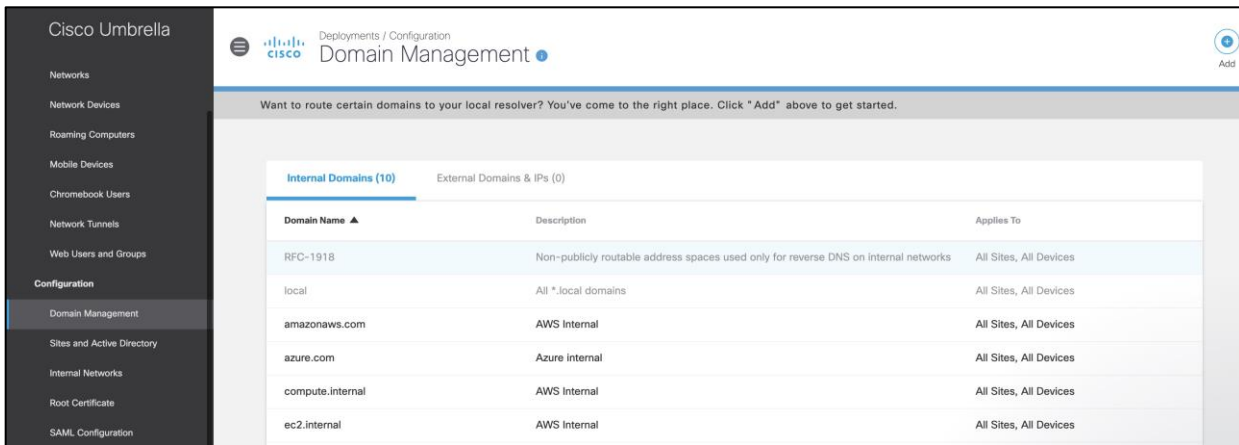 Cisco Umbrella
Networks
Network Devices
Roaming Computers
Mobile Devices
Chromebook Users
Network Tunnels
Web Users and Groups
Configuration
Domain Management
Sites and Active Directory
Internal Networks
Root Certificate
SAML Configuration
CISCO
Deployments / Configuration
Domain Management
Add
Want to route certain domains to your local resolver? You've come to the right place. Click "Add" above to get started.
Internal Domains (10) External Domains & IPs (0)
Domain Name ▲ Description Applies To
RFC-1918 Non-publicly routable address spaces used only for reverse DNS on internal networks All Sites, All Devices
local All *.local domains All Sites, All Devices
amazonaws.com AWS Internal All Sites, All Devices
azure.com Azure internal All Sites, All Devices
compute.internal AWS Internal All Sites, All Devices
ec2.internal AWS Internal All Sites, All Devices